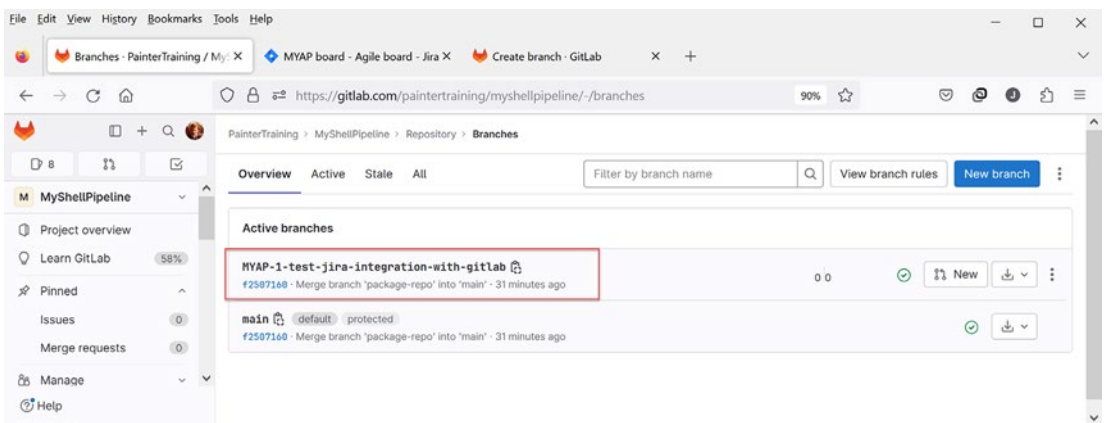 File Edit View History Bookmarks Tools Help
Branches · PainterTraining / My
MYAP board - Agile board - Jira
Create branch · GitLab
https://gitlab.com/paintertraining/myshellpipeline/-/branches
90%
J
PainterTraining > MyShellPipeline > Repository > Branches
8
Overview Active Stale All
Filter by branch name
View branch rules
New branch
M MyShellPipeline
Project overview
Learn GitLab 58%
Pinned
Issues 0
Merge requests 0
Manage
Help
Active branches
MYAP-1-test-jira-integration-with-gitlab
f2507160 · Merge branch 'package-repo' into 'main' · 31 minutes ago
0 0
New
main default protected
f2507160 · Merge branch 'package-repo' into 'main' · 31 minutes ago